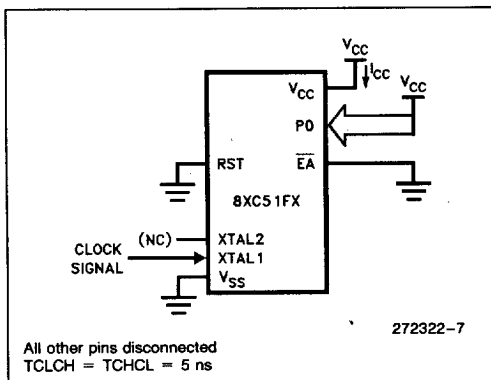 VCC
ICC
VCC
VCC
P0
RST
EA
8XC51FX
(NC)
XTAL2
CLOCK
SIGNAL
XTAL1
VSS
272322-7
All other pins disconnected
TCLCH = TCHCL = 5 ns